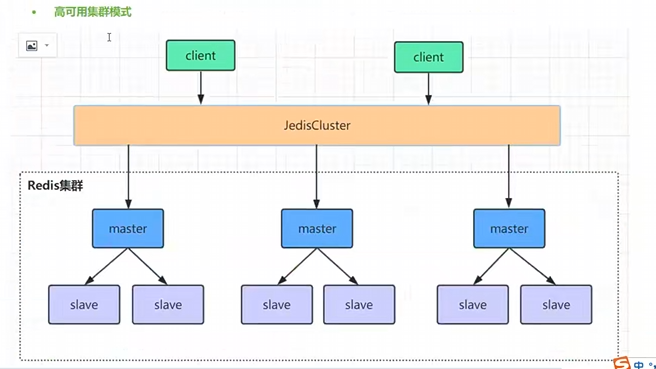 高可用集群模式
client
client
JedisCluster
Redis集群
master
master
master
slave
slave
slave
slave
slave
slave
中